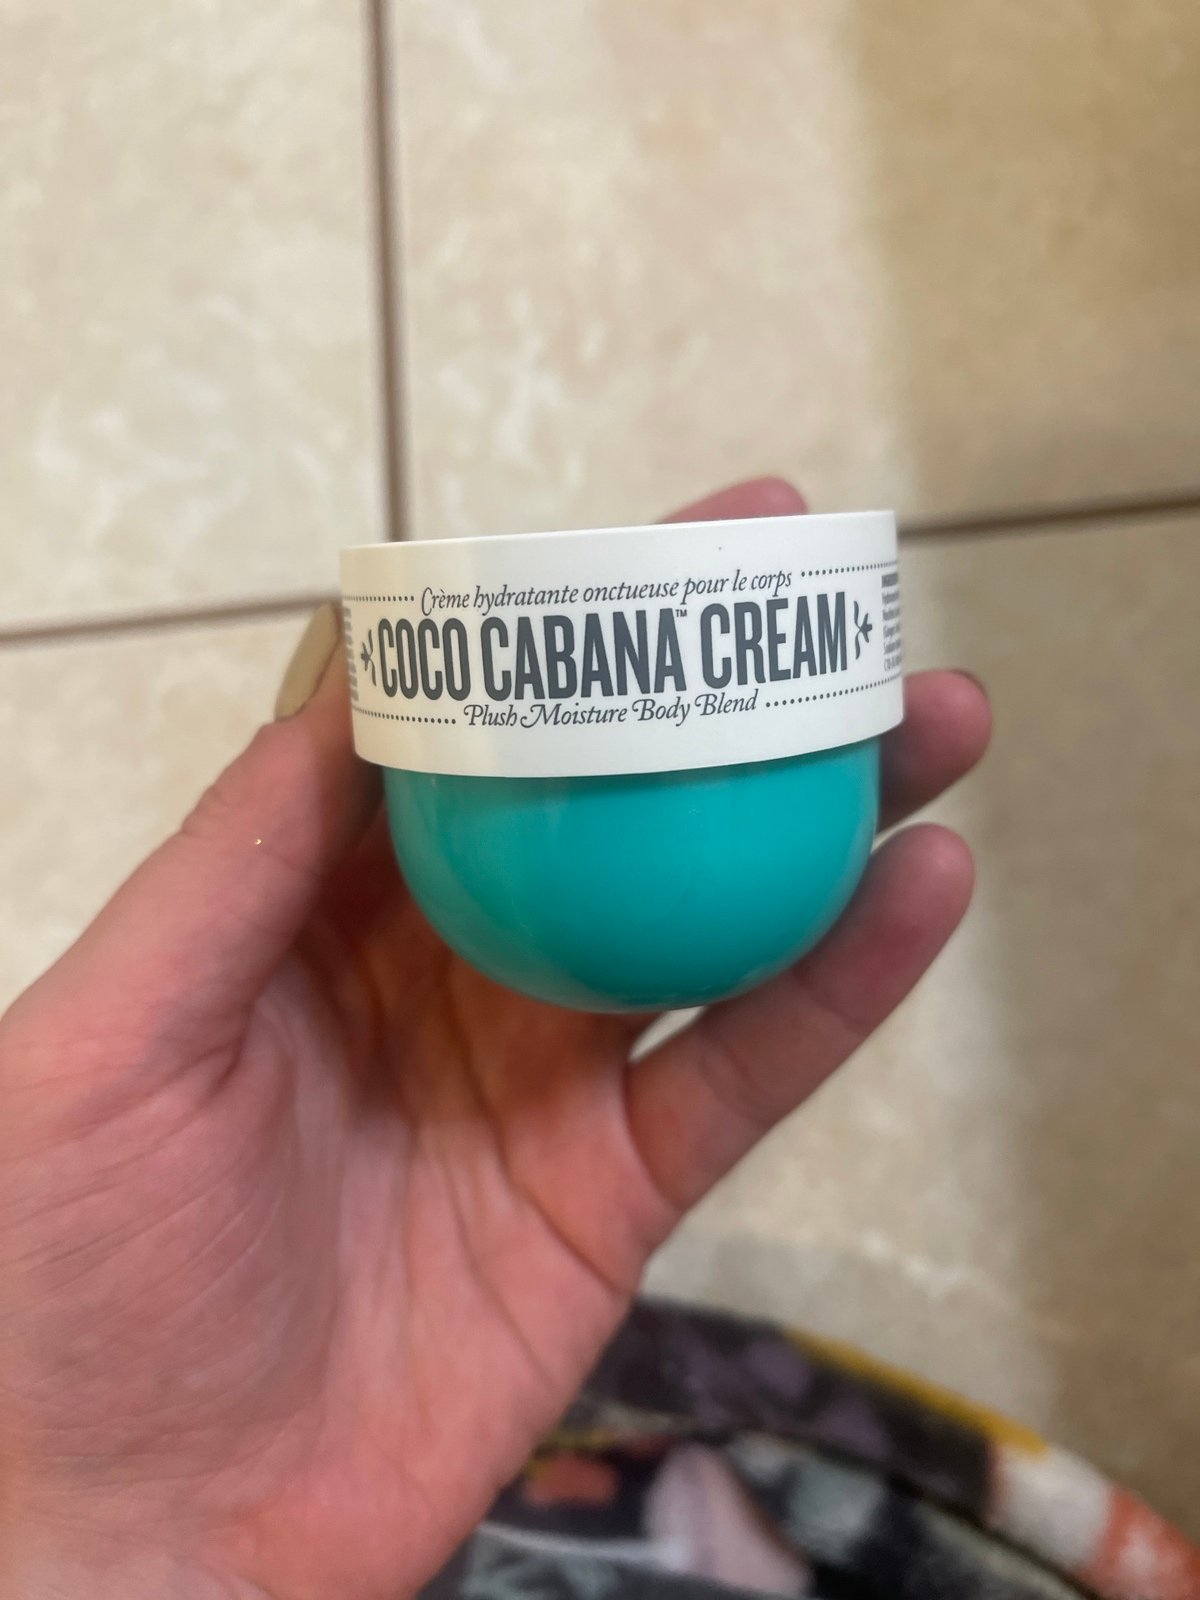 Crème hydratante onctueuse pour le corps
COCO CABANA™ CREAM
Plush Moisture Body Blend